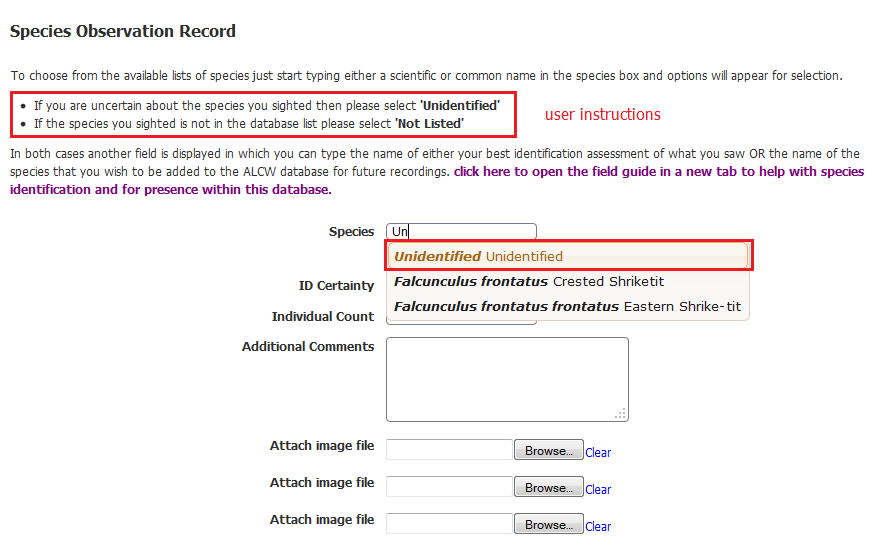 Species Observation Record
To choose from the available lists of species just start typing either a scientific or common name in the species box and options will appear for selection.
• If you are uncertain about the species you sighted then please select 'Unidentified'
• If the species you sighted is not in the database list please select 'Not Listed'
user instructions
In both cases another field is displayed in which you can type the name of either your best identification assessment of what you saw OR the name of the
species that you wish to be added to the ALCW database for future recordings. click here to open the field guide in a new tab to help with species
identification and for presence within this database.
Species Un
Unidentified Unidentified
ID Certainty
Falcunculus frontatus Crested Shriketit
Individual Count
Falcunculus frontatus frontatus Eastern Shrike-tit
Additional Comments
Attach image file Browse... Clear
Attach image file Browse... Clear
Attach image file Browse... Clear